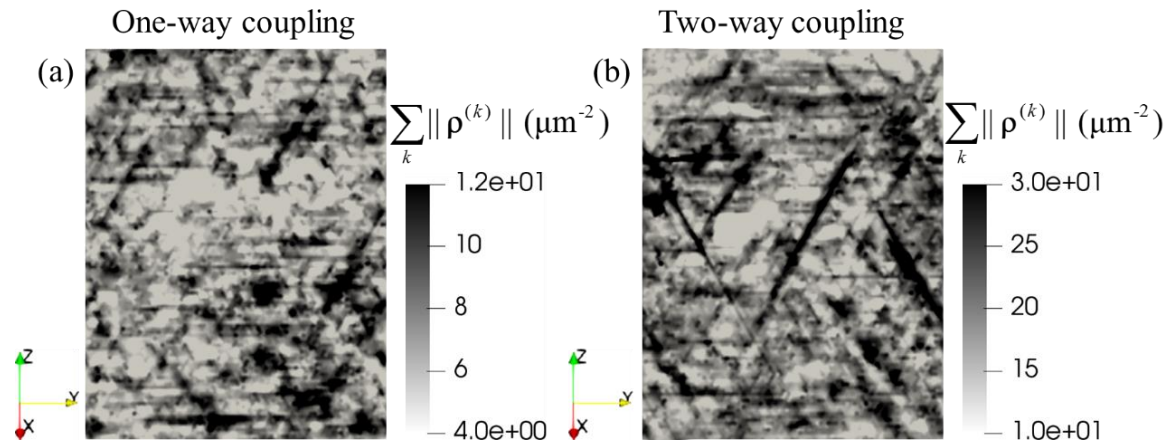 One-way coupling
Two-way coupling
(a)
∑ₖ || ρ⁽ᵏ⁾ || (μm⁻²)
1.2e+01
10
8
6
4.0e+00
Z
Y
X
(b)
∑ₖ || ρ⁽ᵏ⁾ || (μm⁻²)
3.0e+01
25
20
15
1.0e+01
Z
Y
X